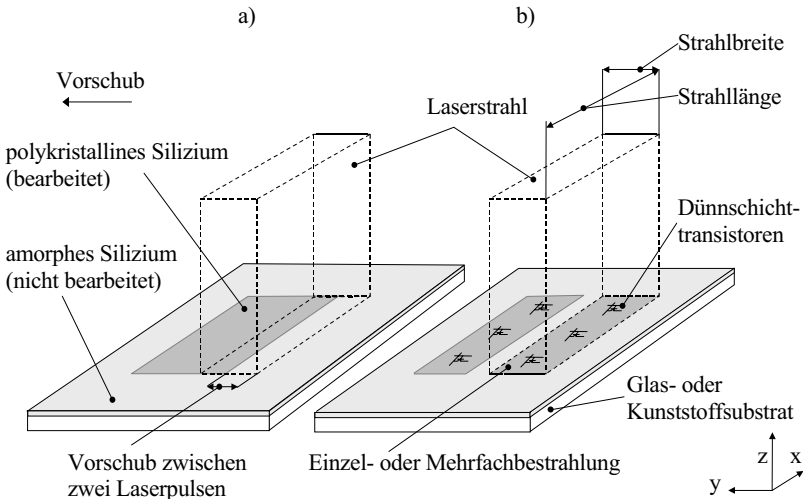 a)
b)
Strahlbreite
Strahllänge
Vorschub
Laserstrahl
polykristallines Silizium
(bearbeitet)
Dünnschicht-
transistoren
amorphes Silizium
(nicht bearbeitet)
Glas- oder
Kunststoffsubstrat
Vorschub zwischen
zwei Laserpulsen
Einzel- oder Mehrfachbestrahlung
z
x
y